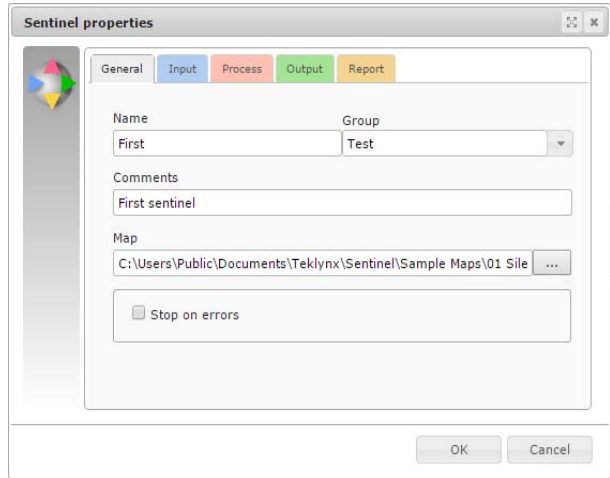 Sentinel properties
General Input Process Output Report
Name Group
First Test
Comments
First sentinel
Map
C:\Users\Public\Documents\Teklynx\Sentinel\Sample Maps\01 Sile ...
Stop on errors
OK Cancel